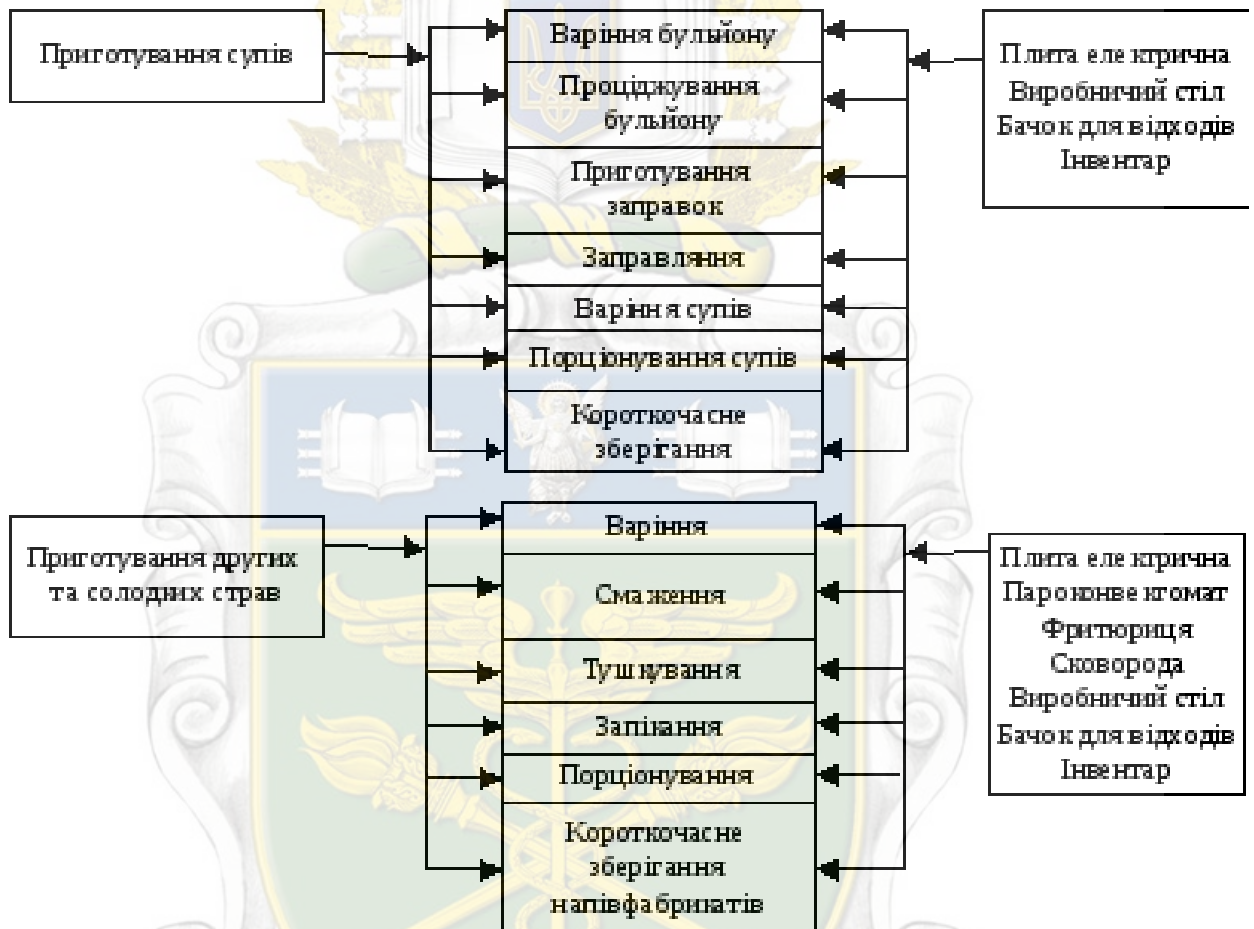 Приготування супів
Варіння бульйону
Проціджування
бульйону
Приготування
заправок
Заправляння
Варіння супів
Порціонування супів
Короткочасне
зберігання
Плита електрична
Виробничий стіл
Бачок для відходів
Інвентар
Приготування других
та солодних страв
Варіння
Смаження
Тушкування
Запікання
Порціонування
Короткочасне
зберігання
напівфабрикатів
Плита електрична
Пароконвектомат
Фритюриця
Сковорода
Виробничий стіл
Бачок для відходів
Інвентар